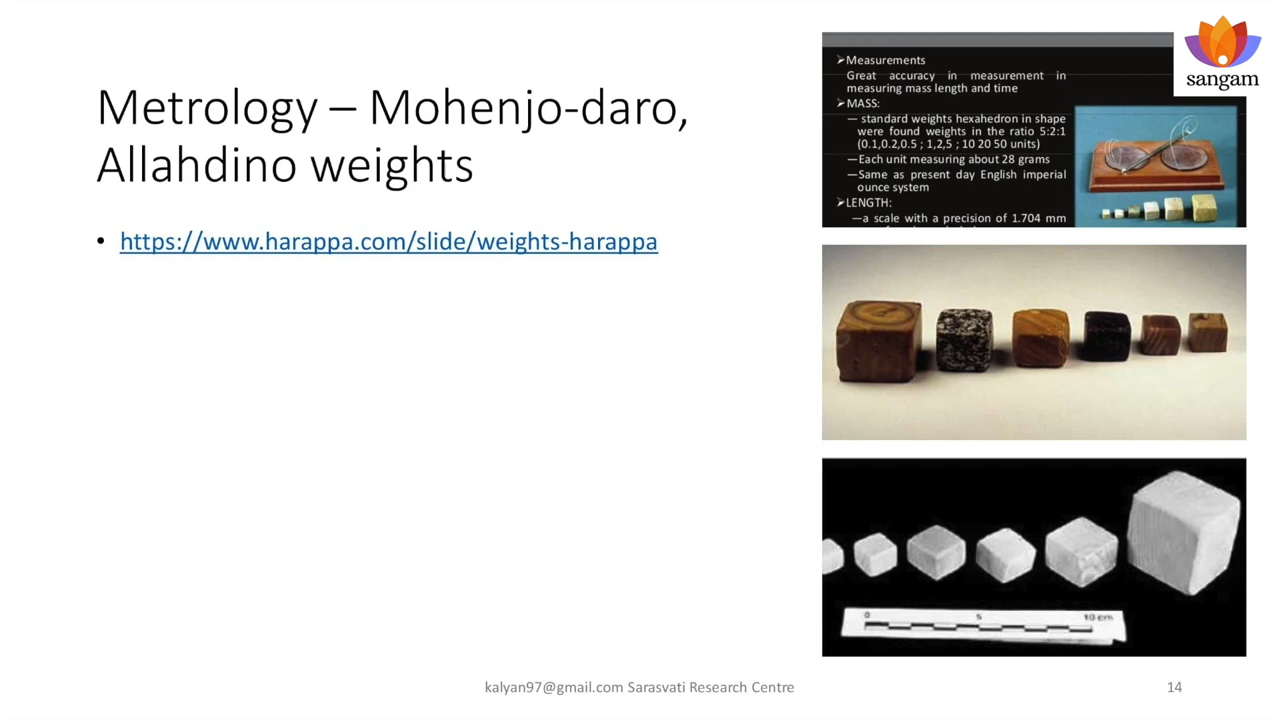 Metrology – Mohenjo-daro,
Allahdino weights
• https://www.harappa.com/slide/weights-harappa
➢Measurements
Great accuracy in measurement in
measuring mass length and time
➢MASS:
— standard weights hexahedron in shape
were found weights in the ratio 5:2:1
(0.1,0.2,0.5 ; 1,2,5 ; 10 20 50 units)
—Each unit measuring about 28 grams
—Same as present day English imperial
ounce system
➢LENGTH:
—a scale with a precision of 1.704 mm
sangam
0 5 10 cm
kalyan97@gmail.com Sarasvati Research Centre
14